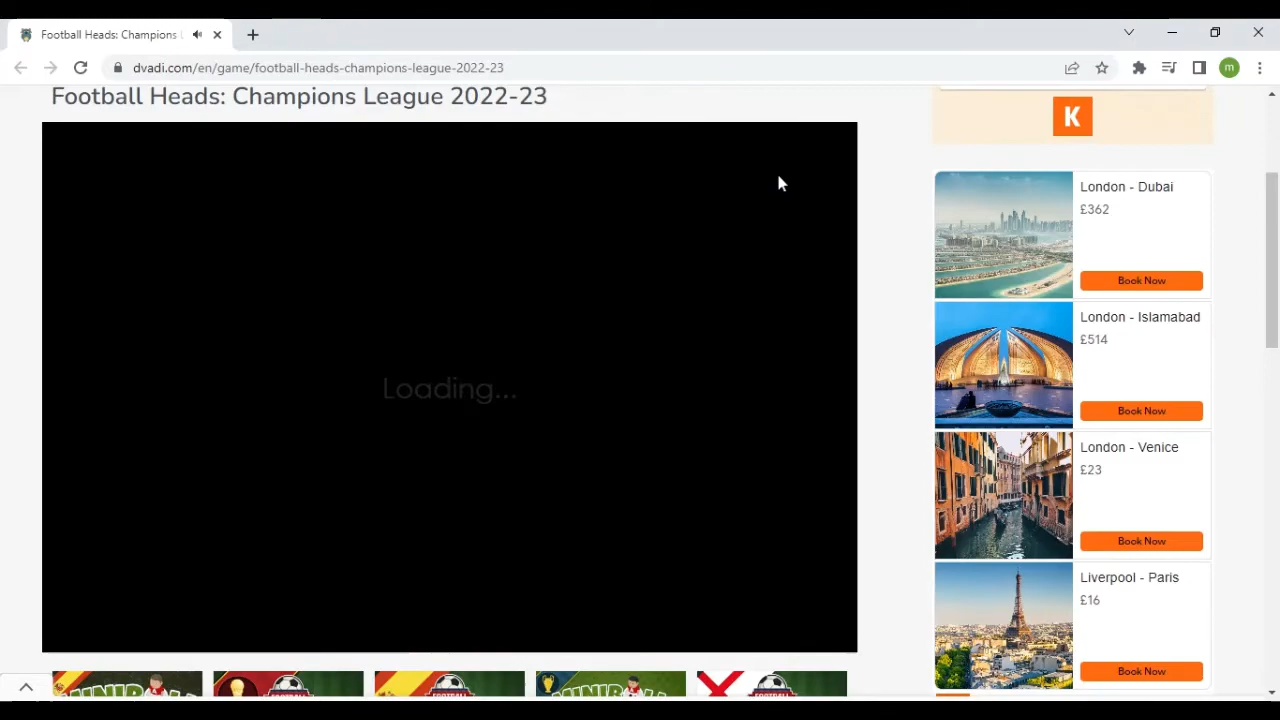 Football Heads: Champions L
dvadi.com/en/game/football-heads-champions-league-2022-23
m
Football Heads: Champions League 2022-23
K
Loading...
London - Dubai
£362
Book Now
London - Islamabad
£514
Book Now
London - Venice
£23
Book Now
Liverpool - Paris
£16
Book Now